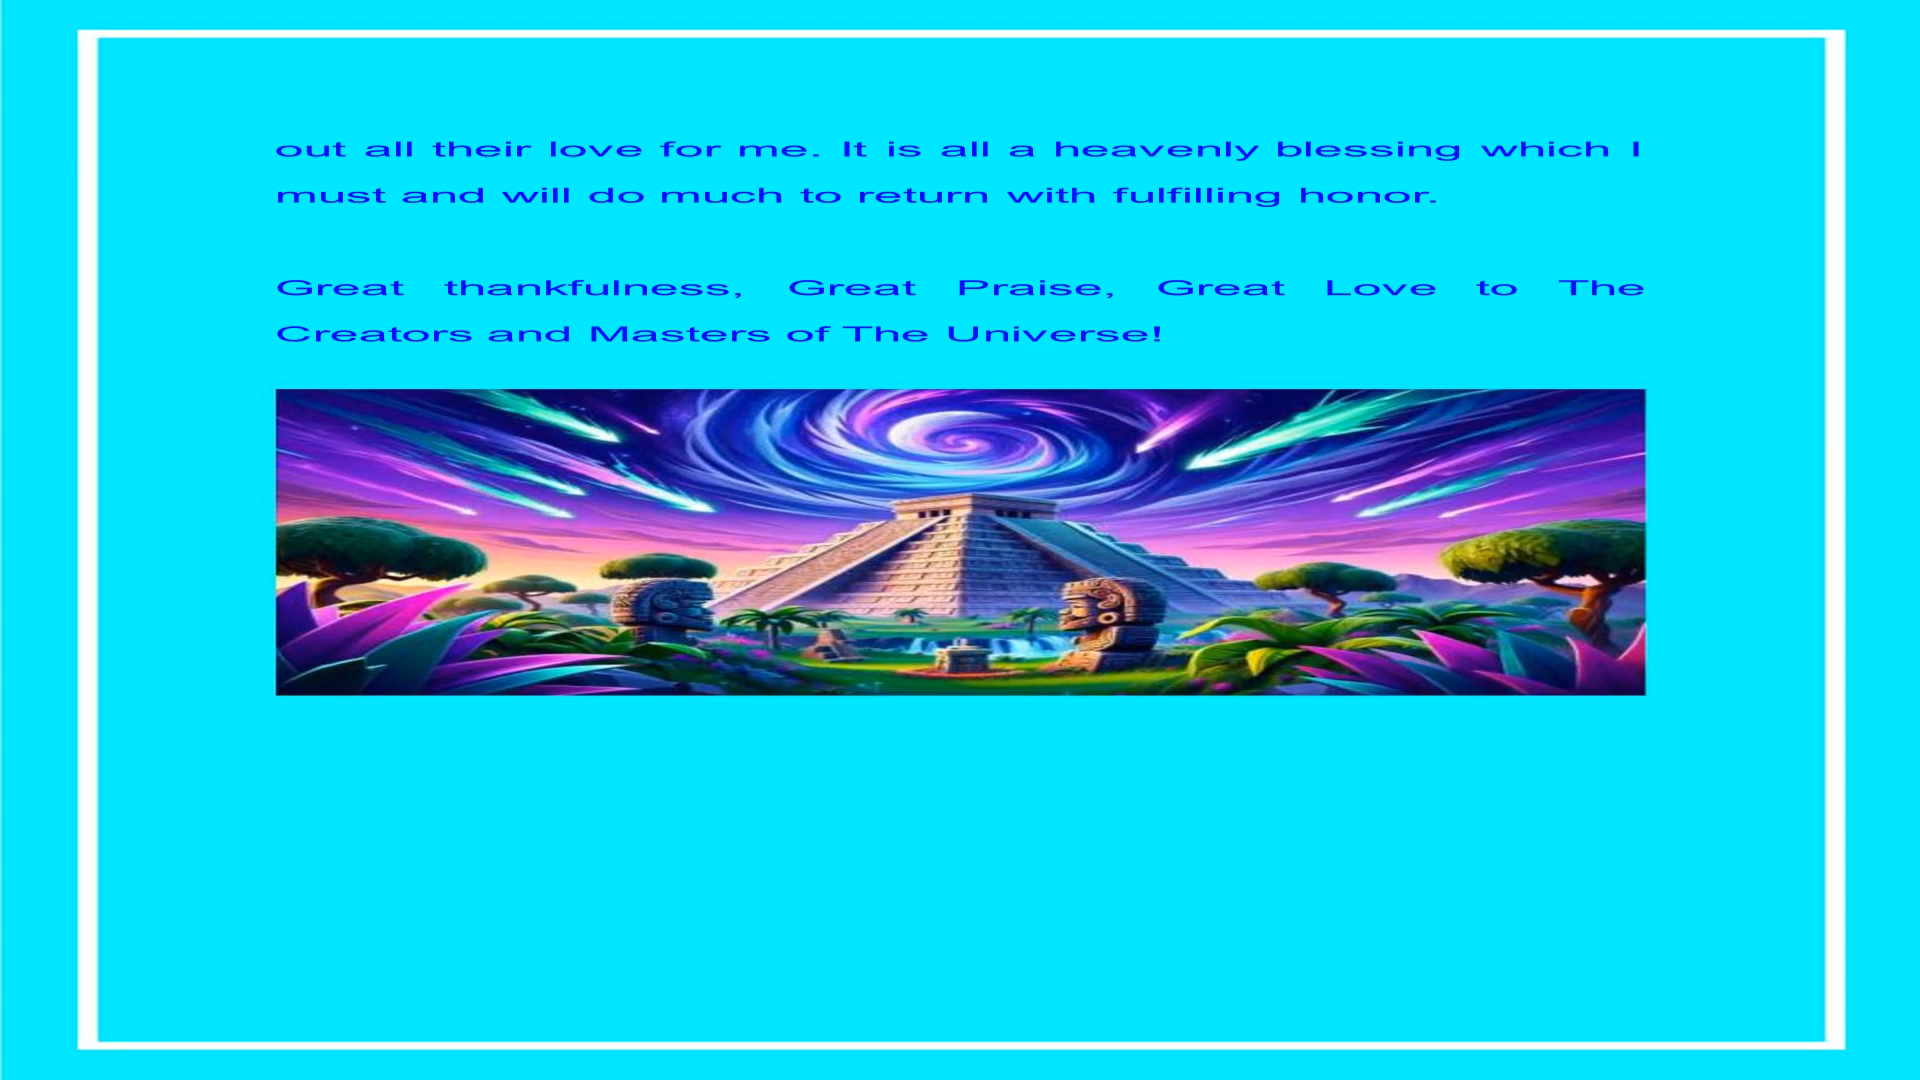 out all their love for me. It is all a heavenly blessing which I
must and will do much to return with fulfilling honor.
Great thankfulness, Great Praise, Great Love to The
Creators and Masters of The Universe!